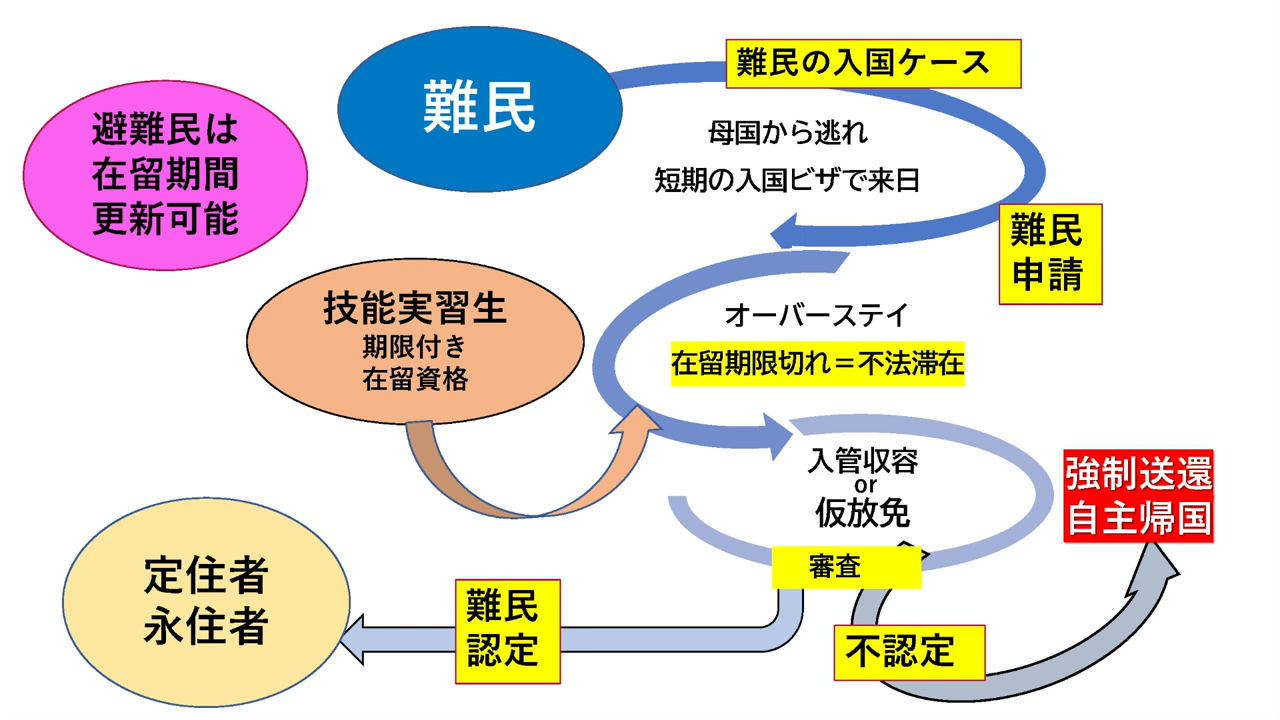 難民
難民の入国ケース
避難民は
在留期間
更新可能
母国から逃れ
短期の入国ビザで来日
難民
申請
技能実習生
期限付き
在留資格
オーバーステイ
在留期限切れ=不法滞在
入管収容
or
仮放免
強制送還
自主帰国
審査
定住者
永住者
難民
認定
不認定